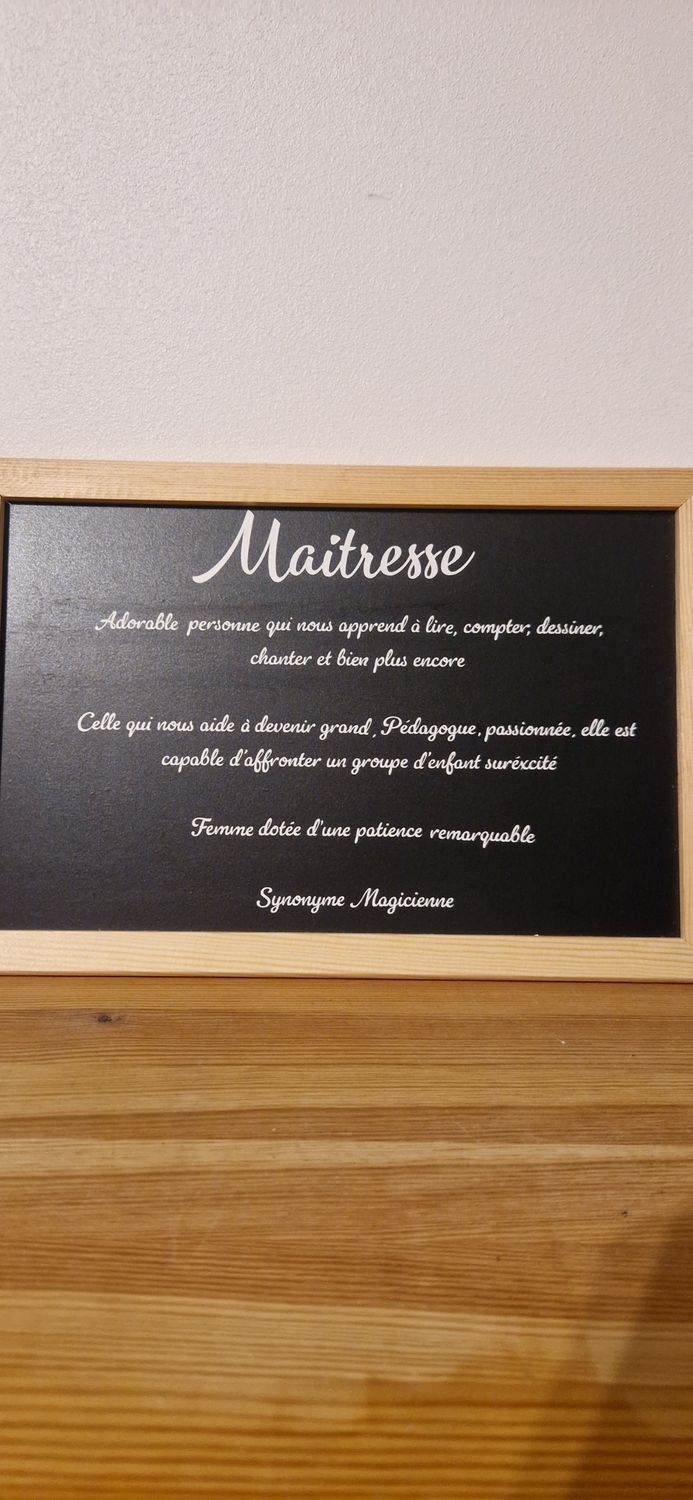 Maitresse
Adorable personne qui nous apprend à lire, compter, dessiner,
chanter et bien plus encore
Celle qui nous aide à devenir grand, Pédagogue, passionnée, elle est
capable d'affronter un groupe d'enfant suréxcité
Femme dotée d'une patience remarquable
Synonyme Magicienne